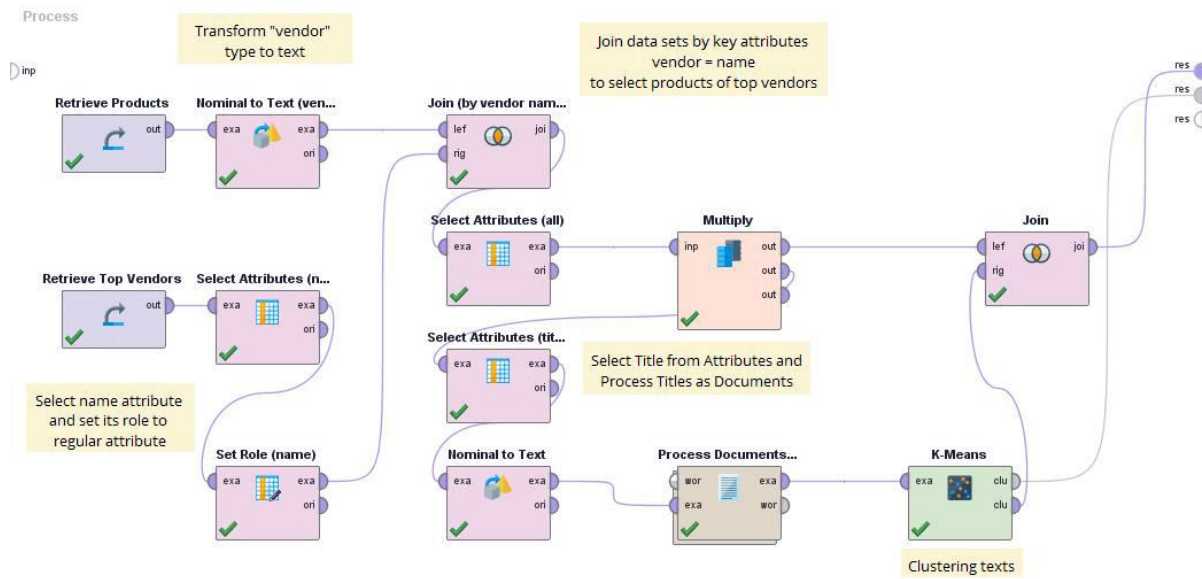 Process
Transform "vendor"
type to text
Join data sets by key attributes
vendor = name
to select products of top vendors
inp
res
res
res
Retrieve Products
out
Nominal to Text (ven...
exa
exa
ori
Join (by vendor nam...
lef
joi
rig
Select Attributes (all)
exa
exa
ori
Multiply
inp
out
out
out
Join
lef
joi
rig
Retrieve Top Vendors
out
Select Attributes (n...
exa
exa
ori
Select Attributes (tit...
exa
exa
ori
Select Title from Attributes and
Process Titles as Documents
Select name attribute
and set its role to
regular attribute
Set Role (name)
exa
exa
ori
Nominal to Text
exa
exa
ori
Process Documents...
wor
exa
exa
wor
K-Means
exa
clu
clu
Clustering texts